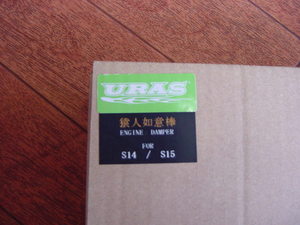 URAS
猿人如意棒
ENGINE DAMPER
FOR
S14 / S15